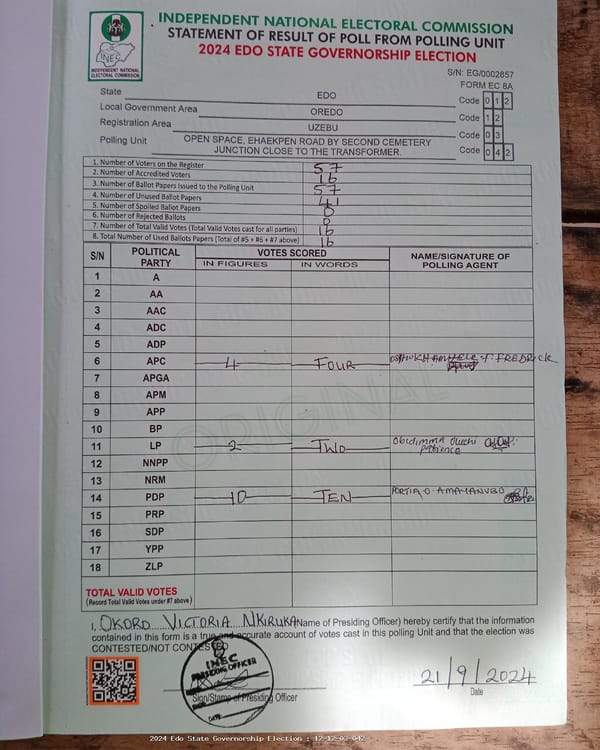 INDEPENDENT NATIONAL ELECTORAL COMMISSION
STATEMENT OF RESULT OF POLL FROM POLLING UNIT
2024 EDO STATE GOVERNORSHIP ELECTION
INEC
INDEPENDENT NATIONAL
ELECTORAL COMMISSION
S/N: EG/0002857
FORM EC 8A
State EDO Code 0 1 2
Local Government Area OREDO Code 1 2
Registration Area UZEBU Code 0 3
Polling Unit OPEN SPACE, EHAEKPEN ROAD BY SECOND CEMETERY
JUNCTION CLOSE TO THE TRANSFORMER. Code 0 4 2
1. Number of Voters on the Register 57
2. Number of Accredited Voters 16
3. Number of Ballot Papers Issued to the Polling Unit 57
4. Number of Unused Ballot Papers 41
5. Number of Spoiled Ballot Papers 0
6. Number of Rejected Ballots 0
7. Number of Total Valid Votes (Total Valid Votes cast for all parties) 16
8. Total Number of Used Ballots Papers (Total of #5 + #6 + #7 above) 16
S/N POLITICAL PARTY VOTES SCORED NAME/SIGNATURE OF POLLING AGENT
IN FIGURES IN WORDS
1 A
2 AA
3 AAC
4 ADC
5 ADP
6 APC 4 FOUR FREDRICK
7 APGA
8 APM
9 APP
10 BP
11 LP 2 TWO Obidimma Oluchi
Patience
12 NNPP
13 NRM
14 PDP 10 TEN PORTIA O. AMAYANVBO
15 PRP
16 SDP
17 YPP
18 ZLP
ORIGINAL
TOTAL VALID VOTES
(Record Total Valid Votes under #7 above)
I, OKORO VICTORIA NKIRUKA Name of Presiding Officer) hereby certify that the information
contained in this form is a true and accurate account of votes cast in this polling Unit and that the election was
CONTESTED/NOT CONTESTED
INEC
PRESIDING OFFICER
DATE
Sign/Stamp of Presiding Officer
21/9/2024
Date
2024 Edo State Governorship Election : 12-12-03-042